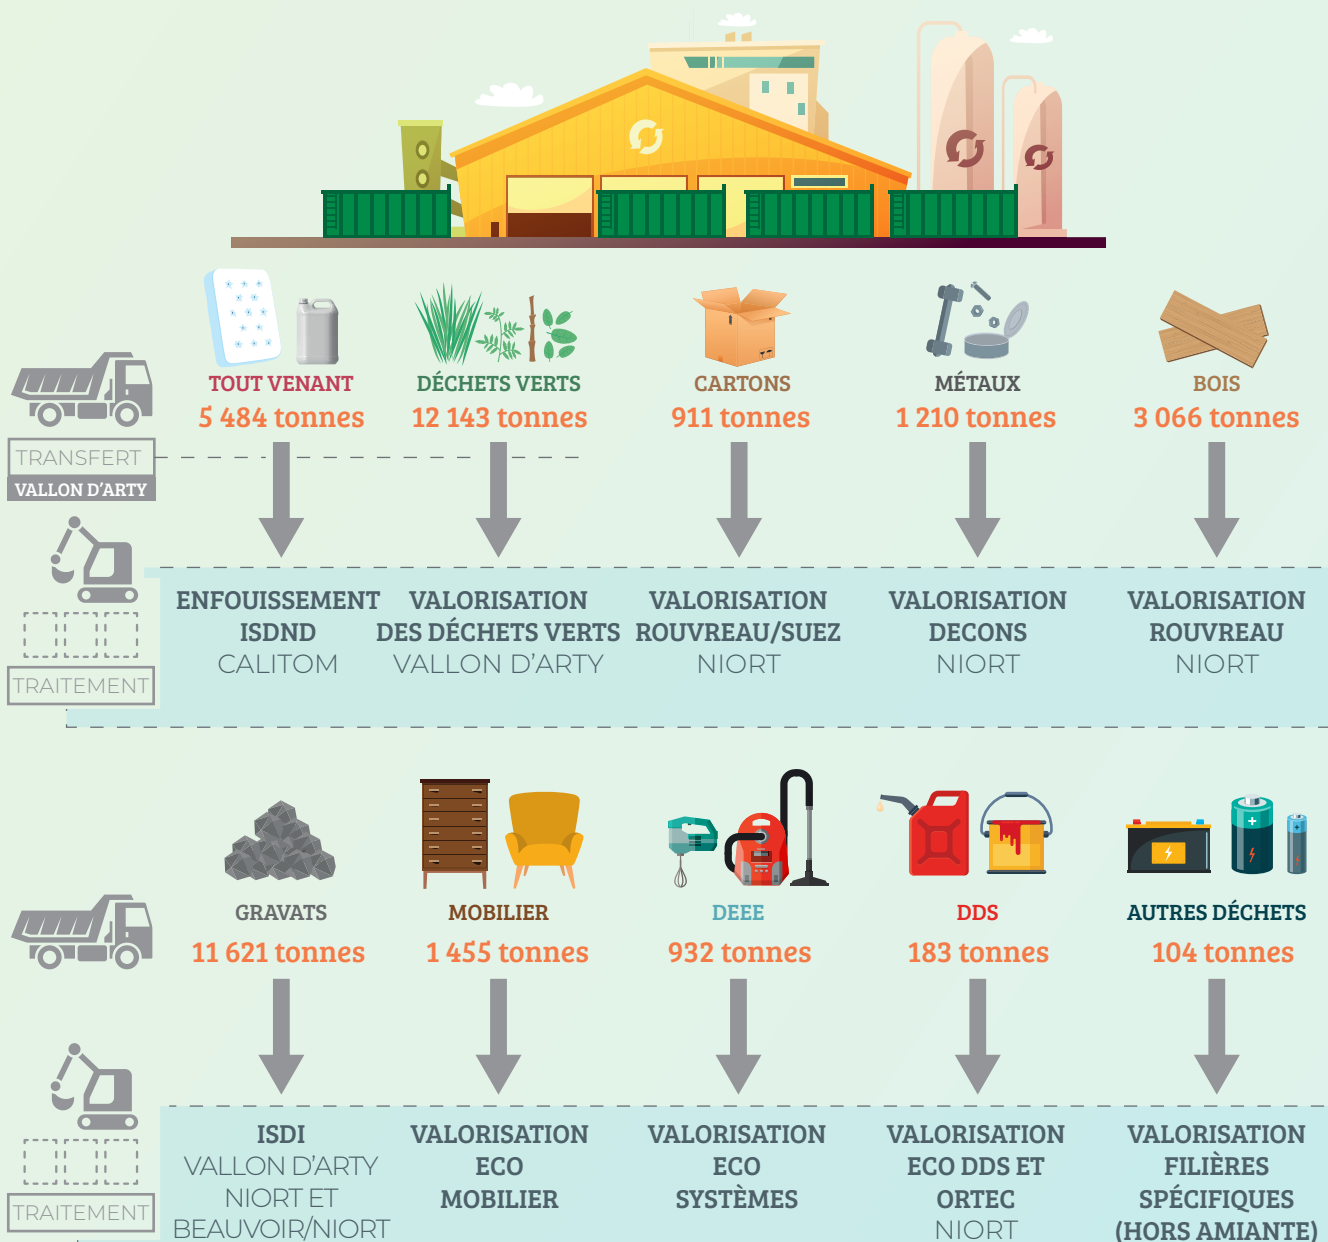 TOUT VENANT
5 484 tonnes
DÉCHETS VERTS
12 143 tonnes
CARTONS
911 tonnes
MÉTAUX
1 210 tonnes
BOIS
3 066 tonnes
TRANSFERT
VALLON D'ARTY
TRAITEMENT
ENFOUISSEMENT
ISDND
CALITOM
VALORISATION
DES DÉCHETS VERTS
VALLON D'ARTY
VALORISATION
ROUVREAU/SUEZ
NIORT
VALORISATION
DECONS
NIORT
VALORISATION
ROUVREAU
NIORT
GRAVATS
11 621 tonnes
MOBILIER
1 455 tonnes
DEEE
932 tonnes
DDS
183 tonnes
AUTRES DÉCHETS
104 tonnes
TRAITEMENT
ISDI
VALLON D'ARTY
NIORT ET
BEAUVOIR/NIORT
VALORISATION
ECO
MOBILIER
VALORISATION
ECO
SYSTÈMES
VALORISATION
ECO DDS ET
ORTEC
NIORT
VALORISATION
FILIÈRES
SPÉCIFIQUES
(HORS AMIANTE)